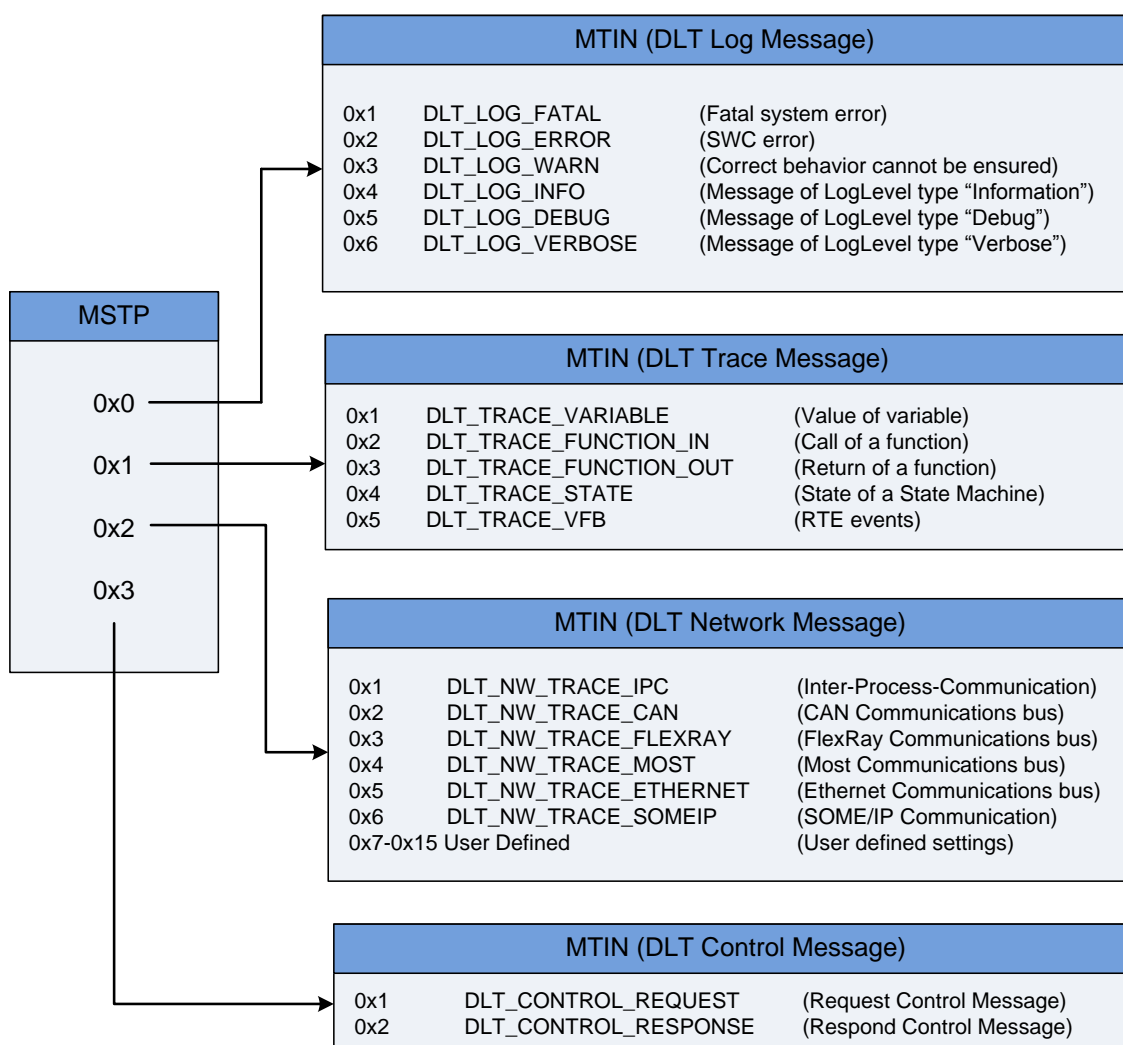 MTIN (DLT Log Message)
0x1 DLT_LOG_FATAL (Fatal system error)
0x2 DLT_LOG_ERROR (SWC error)
0x3 DLT_LOG_WARN (Correct behavior cannot be ensured)
0x4 DLT_LOG_INFO (Message of LogLevel type “Information”)
0x5 DLT_LOG_DEBUG (Message of LogLevel type “Debug”)
0x6 DLT_LOG_VERBOSE (Message of LogLevel type “Verbose”)
MSTP
0x0
0x1
0x2
0x3
MTIN (DLT Trace Message)
0x1 DLT_TRACE_VARIABLE (Value of variable)
0x2 DLT_TRACE_FUNCTION_IN (Call of a function)
0x3 DLT_TRACE_FUNCTION_OUT (Return of a function)
0x4 DLT_TRACE_STATE (State of a State Machine)
0x5 DLT_TRACE_VFB (RTE events)
MTIN (DLT Network Message)
0x1 DLT_NW_TRACE_IPC (Inter-Process-Communication)
0x2 DLT_NW_TRACE_CAN (CAN Communications bus)
0x3 DLT_NW_TRACE_FLEXRAY (FlexRay Communications bus)
0x4 DLT_NW_TRACE_MOST (Most Communications bus)
0x5 DLT_NW_TRACE_ETHERNET (Ethernet Communications bus)
0x6 DLT_NW_TRACE_SOMEIP (SOME/IP Communication)
0x7-0x15 User Defined (User defined settings)
MTIN (DLT Control Message)
0x1 DLT_CONTROL_REQUEST (Request Control Message)
0x2 DLT_CONTROL_RESPONSE (Respond Control Message)